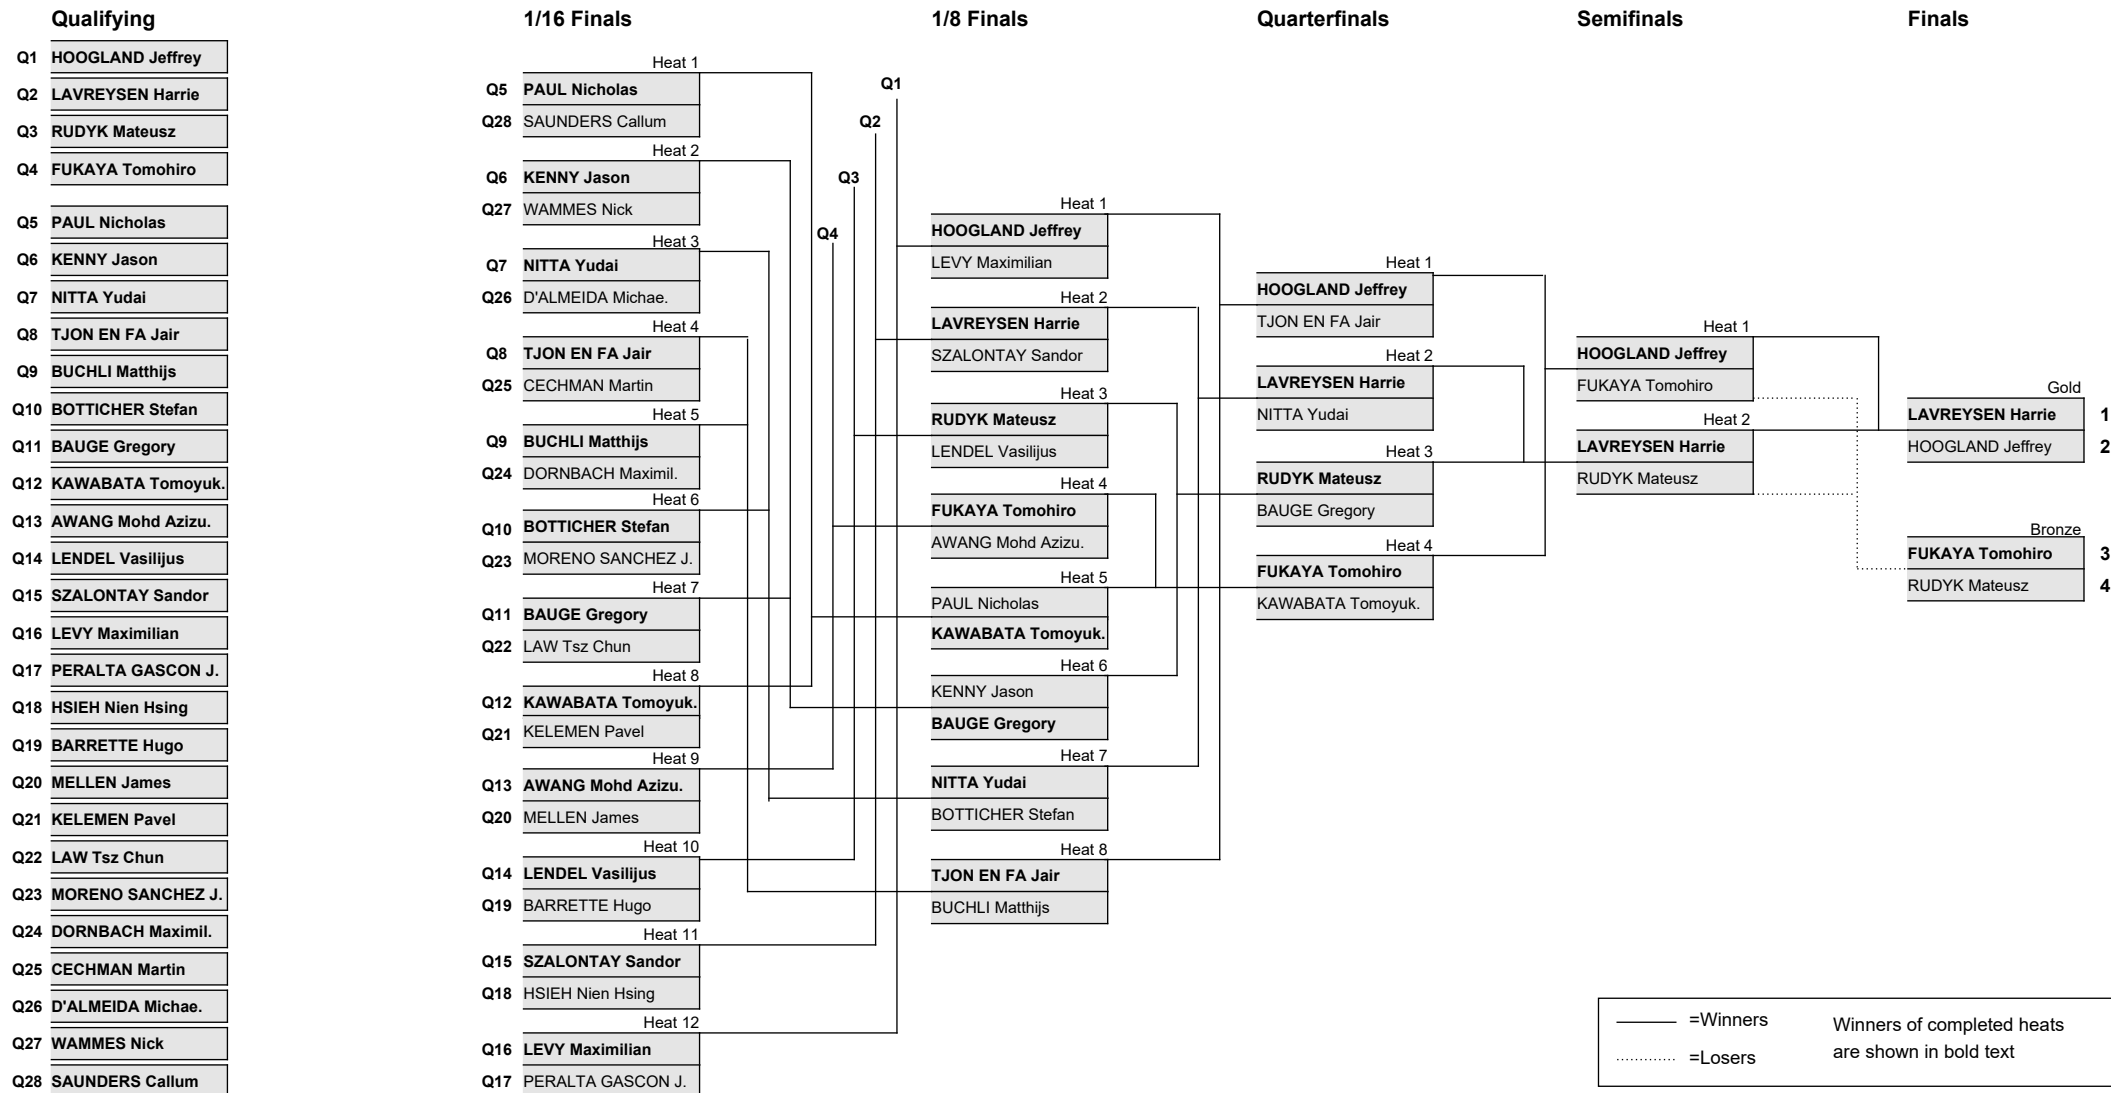 Qualifying
Q1 HOOGLAND Jeffrey
Q2 LAVREYSEN Harrie
Q3 RUDYK Mateusz
Q4 FUKAYA Tomohiro
Q5 PAUL Nicholas
Q6 KENNY Jason
Q7 NITTA Yudai
Q8 TJON EN FA Jair
Q9 BUCHLI Matthijs
Q10 BOTTICHER Stefan
Q11 BAUGE Gregory
Q12 KAWABATA Tomoyuk.
Q13 AWANG Mohd Azizu.
Q14 LENDEL Vasilijus
Q15 SZALONTAY Sandor
Q16 LEVY Maximilian
Q17 PERALTA GASCON J.
Q18 HSIEH Nien Hsing
Q19 BARRETTE Hugo
Q20 MELLEN James
Q21 KELEMEN Pavel
Q22 LAW Tsz Chun
Q23 MORENO SANCHEZ J.
Q24 DORNBACH Maximil.
Q25 CECHMAN Martin
Q26 D'ALMEIDA Michae.
Q27 WAMMES Nick
Q28 SAUNDERS Callum
1/16 Finals
Heat 1
Q5 PAUL Nicholas
Q28 SAUNDERS Callum
Heat 2
Q6 KENNY Jason
Q27 WAMMES Nick
Heat 3
Q7 NITTA Yudai
Q26 D'ALMEIDA Michae.
Heat 4
Q8 TJON EN FA Jair
Q25 CECHMAN Martin
Heat 5
Q9 BUCHLI Matthijs
Q24 DORNBACH Maximil.
Heat 6
Q10 BOTTICHER Stefan
Q23 MORENO SANCHEZ J.
Heat 7
Q11 BAUGE Gregory
Q22 LAW Tsz Chun
Heat 8
Q12 KAWABATA Tomoyuk.
Q21 KELEMEN Pavel
Heat 9
Q13 AWANG Mohd Azizu.
Q20 MELLEN James
Heat 10
Q14 LENDEL Vasilijus
Q19 BARRETTE Hugo
Heat 11
Q15 SZALONTAY Sandor
Q18 HSIEH Nien Hsing
Heat 12
Q16 LEVY Maximilian
Q17 PERALTA GASCON J.
Q1
Q2
Q3
Q4
1/8 Finals
Heat 1
HOOGLAND Jeffrey
LEVY Maximilian
Heat 2
LAVREYSEN Harrie
SZALONTAY Sandor
Heat 3
RUDYK Mateusz
LENDEL Vasilijus
Heat 4
FUKAYA Tomohiro
AWANG Mohd Azizu.
Heat 5
PAUL Nicholas
KAWABATA Tomoyuk.
Heat 6
KENNY Jason
BAUGE Gregory
Heat 7
NITTA Yudai
BOTTICHER Stefan
Heat 8
TJON EN FA Jair
BUCHLI Matthijs
Quarterfinals
Heat 1
HOOGLAND Jeffrey
TJON EN FA Jair
Heat 2
LAVREYSEN Harrie
NITTA Yudai
Heat 3
RUDYK Mateusz
BAUGE Gregory
Heat 4
FUKAYA Tomohiro
KAWABATA Tomoyuk.
Semifinals
Heat 1
HOOGLAND Jeffrey
FUKAYA Tomohiro
Heat 2
LAVREYSEN Harrie
RUDYK Mateusz
Finals
Gold
LAVREYSEN Harrie 1
HOOGLAND Jeffrey 2
Bronze
FUKAYA Tomohiro 3
RUDYK Mateusz 4
=Winners
=Losers
Winners of completed heats
are shown in bold text